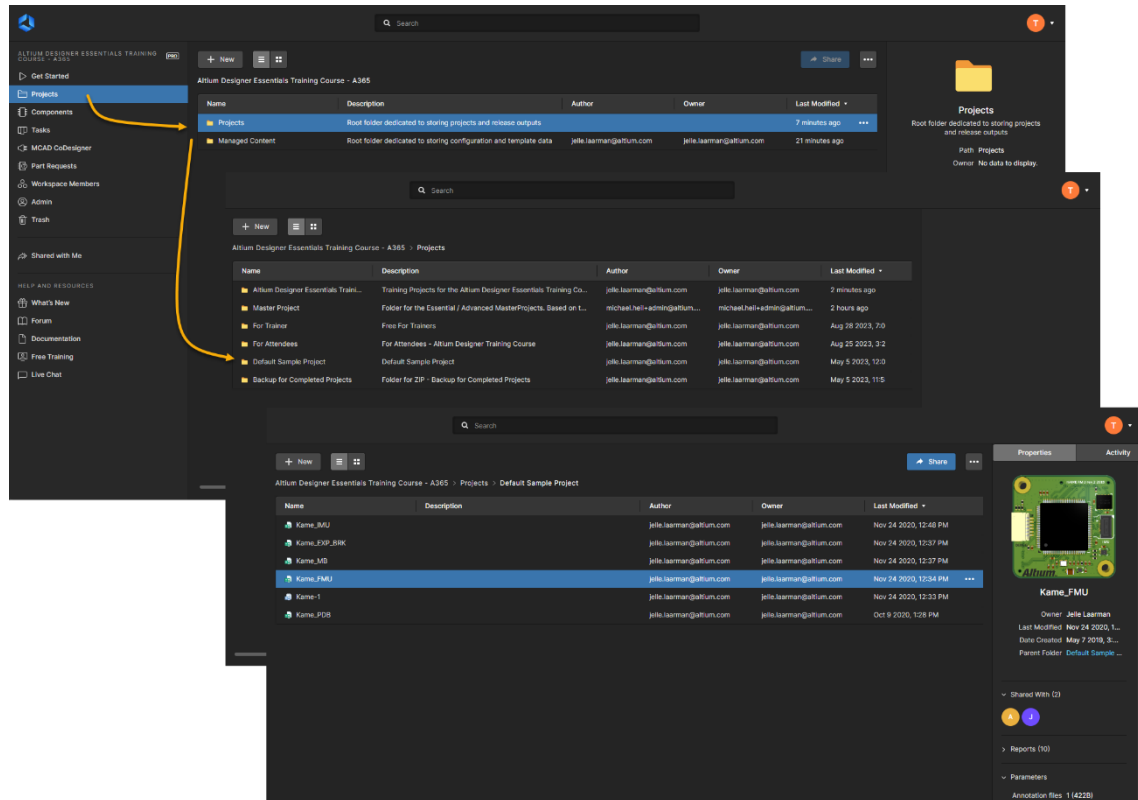 Search
T
ALTIUM DESIGNER ESSENTIALS TRAINING COURSE - A365 PRO
Get Started
Projects
Components
Tasks
MCAD CoDesigner
Part Requests
Workspace Members
Admin
Trash
Shared with Me
HELP AND RESOURCES
What's New
Forum
Documentation
Free Training
Live Chat
+ New
Share
Altium Designer Essentials Training Course - A365
Name Description Author Owner Last Modified
Projects Root folder dedicated to storing projects and release outputs 7 minutes ago
Managed Content Root folder dedicated to storing configuration and template data jelle.laarman@altium.com jelle.laarman@altium.com 21 minutes ago
Projects
Root folder dedicated to storing projects
and release outputs
Path Projects
Owner No data to display.
Search
T
+ New
Altium Designer Essentials Training Course - A365 > Projects
Name Description Author Owner Last Modified
Altium Designer Essentials Traini... Training Projects for the Altium Designer Essentials Training Co... jelle.laarman@altium.com jelle.laarman@altium.com 2 minutes ago
Master Project Folder for the Essential / Advanced MasterProjects. Based on t... michael.heil+admin@altium.... michael.heil+admin@altium.... 2 hours ago
For Trainer Free For Trainers jelle.laarman@altium.com jelle.laarman@altium.com Aug 28 2023, 7:0
For Attendees For Attendees - Altium Designer Training Course jelle.laarman@altium.com jelle.laarman@altium.com Aug 25 2023, 3:2
Default Sample Project Default Sample Project jelle.laarman@altium.com jelle.laarman@altium.com May 5 2023, 12:0
Backup for Completed Projects Folder for ZIP - Backup for Completed Projects jelle.laarman@altium.com jelle.laarman@altium.com May 5 2023, 11:5
Search
T
+ New
Share
Properties Activity
Altium Designer Essentials Training Course - A365 > Projects > Default Sample Project
Name Description Author Owner Last Modified
Kame_IMU jelle.laarman@altium.com jelle.laarman@altium.com Nov 24 2020, 12:48 PM
Kame_EXP_BRK jelle.laarman@altium.com jelle.laarman@altium.com Nov 24 2020, 12:37 PM
Kame_MB jelle.laarman@altium.com jelle.laarman@altium.com Nov 24 2020, 12:37 PM
Kame_FMU jelle.laarman@altium.com jelle.laarman@altium.com Nov 24 2020, 12:34 PM
Kame-1 jelle.laarman@altium.com jelle.laarman@altium.com Nov 24 2020, 12:33 PM
Kame_PDB jelle.laarman@altium.com jelle.laarman@altium.com Oct 9 2020, 1:28 PM
Altium
Kame_FMU
Owner Jelle Laarman
Last Modified Nov 24 2020, 1...
Date Created May 7 2019, 3:...
Parent Folder Default Sample ...
Shared With (2)
A J
Reports (10)
Parameters
Annotation files 1 (422B)